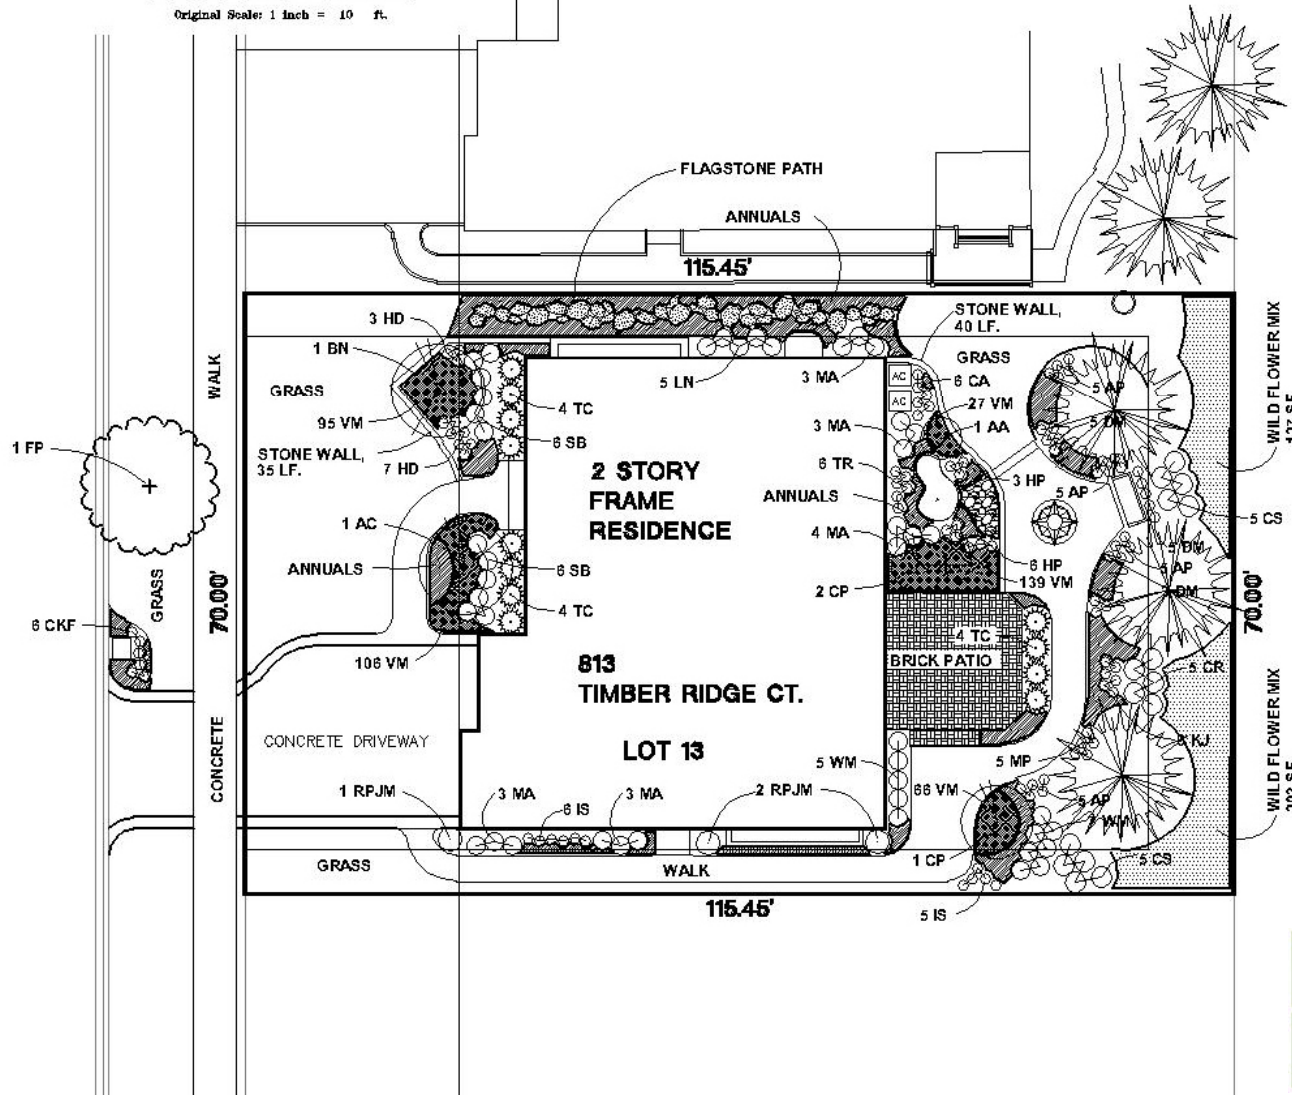 Original Scale: 1 inch = 10 ft.
FLAGSTONE PATH
ANNUALS
115.45'
3 HD
STONE WALL,
40 LF.
1 BN
WALK
GRASS
GRASS
5 LN
3 MA
AC
6 CA
5 AP
WILD FLOWER MIX
AC
27 VM
4 TC
95 VM
3 MA
1 AA
5 DM
6 SB
1 FP
STONE WALL,
35 LF.
7 HD
2 STORY
FRAME
RESIDENCE
6 TR
3 HP
ANNUALS
5 AP
5 CS
1 AC
4 MA
5 DM
ANNUALS
6 SB
6 HP
5 AP
139 VM
GRASS
70.00'
2 CP
DM
70.00'
4 TC
6 CKF
4 TC
106 VM
813
TIMBER RIDGE CT.
BRICK PATIO
5 CR
CONCRETE DRIVEWAY
LOT 13
CONCRETE
KJ
WILD FLOWER MIX
5 MP
5 WM
1 RPJM
3 MA
6 IS
3 MA
2 RPJM
66 VM
5 AP
WM
GRASS
WALK
1 CP
5 CS
115.45'
5 IS